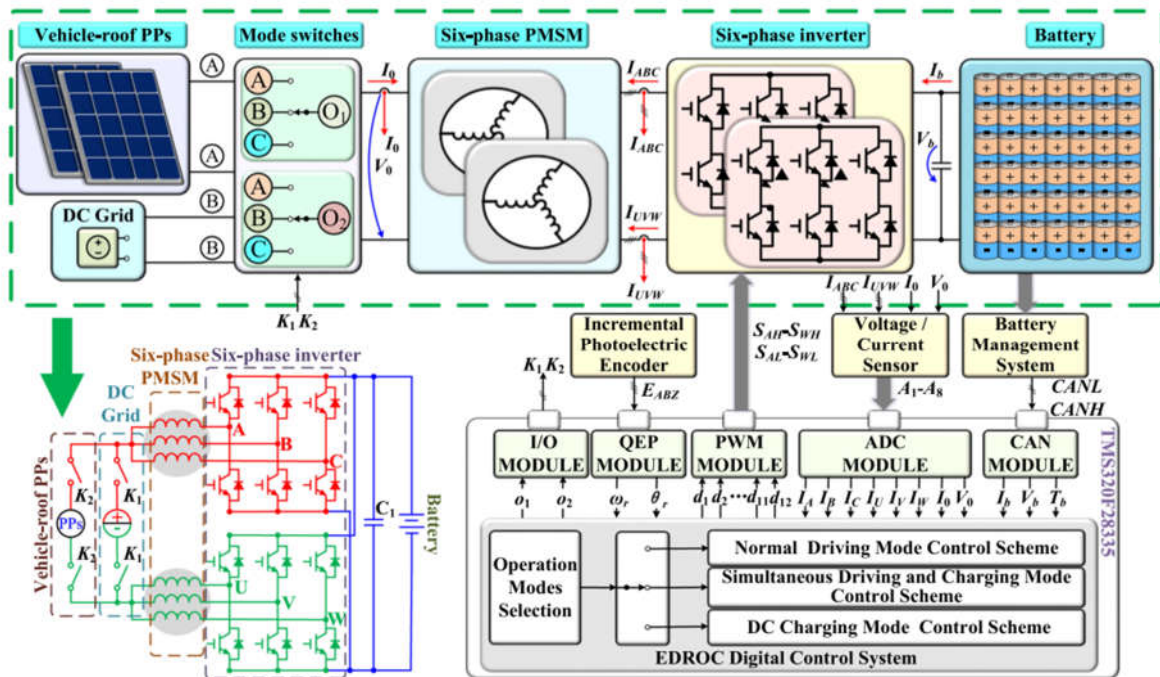 Vehicle-roof PPs
Mode switches
Six-phase PMSM
Six-phase inverter
Battery
A
A
B
B
DC Grid
A
B
C
O1
A
B
C
O2
K1 K2
I0
I0
V0
IABC
IABC
IUVW
IUVW
Ib
Vb
IABC IUVW I0 V0
Incremental
Photoelectric
Encoder
SAH-SWH
SAL-SWL
Voltage /
Current
Sensor
Battery
Management
System
K1 K2
EABZ
A1-A8
CANL
CANH
I/O
MODULE
QEP
MODULE
PWM
MODULE
ADC
MODULE
CAN
MODULE
TMS320F28335
o1 o2
ωr θr
d1 d2 ··· d11 d12
IA IB IC IU IV IW I0 V0
Ib Vb Tb
Operation
Modes
Selection
Normal Driving Mode Control Scheme
Simultaneous Driving and Charging Mode
Control Scheme
DC Charging Mode Control Scheme
EDROC Digital Control System
Six-phase
PMSM
Six-phase inverter
DC
Grid
Vehicle-roof PPs
K2
K1
PPs
K2
K1
A
B
C
U
V
W
C1
Battery